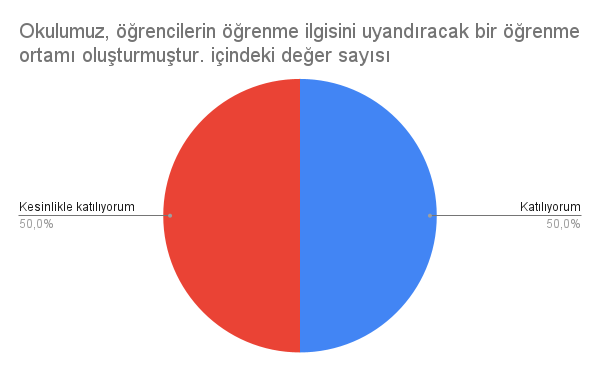 Okulumuz, öğrencilerin öğrenme ilgisini uyandıracak bir öğrenme
ortamı oluşturmuştur. içindeki değer sayısı
Kesinlikle katılıyorum
50,0%
Katılıyorum
50,0%